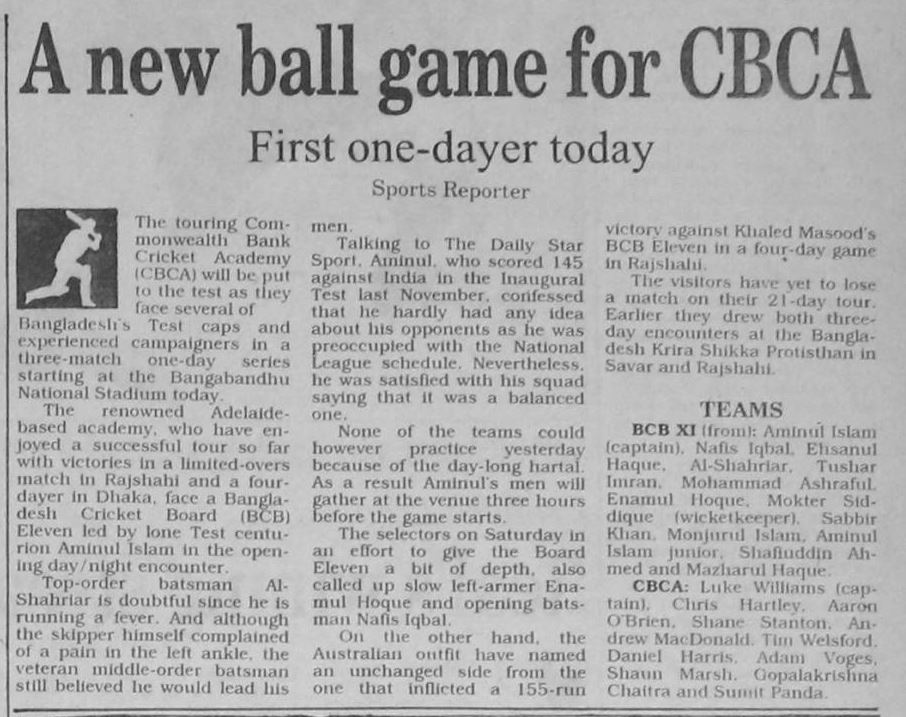 A new ball game for CBCA
First one-dayer today
Sports Reporter
The touring Com-
monwealth Bank
Cricket Academy
(CBCA) will be put
to the test as they
face several of
Bangladesh's Test caps and
experienced campaigners in a
three-match one-day series
starting at the Bangabandhu
National Stadium today.
The renowned Adelaide-
based academy, who have en-
joyed a successful tour so far
with victories in a limited-overs
match in Rajshahi and a four-
dayer in Dhaka, face a Bangla-
desh Cricket Board (BCB)
Eleven led by lone Test centu-
rion Aminul Islam in the open-
ing day/night encounter.
Top-order batsman Al-
Shahriar is doubtful since he is
running a fever. And although
the skipper himself complained
of a pain in the left ankle, the
veteran middle-order batsman
still believed he would lead his
men.
Talking to The Daily Star
Sport, Aminul, who scored 145
against India in the Inaugural
Test last November, confessed
that he hardly had any idea
about his opponents as he was
preoccupied with the National
League schedule. Nevertheless,
he was satisfied with his squad
saying that it was a balanced
one.
None of the teams could
however practice yesterday
because of the day-long hartal.
As a result Aminul's men will
gather at the venue three hours
before the game starts.
The selectors on Saturday in
an effort to give the Board
Eleven a bit of depth, also
called up slow left-armer Ena-
mul Hoque and opening bats-
man Nafis Iqbal.
On the other hand, the
Australian outfit have named
an unchanged side from the
one that inflicted a 155-run
victory against Khaled Masood's
BCB Eleven in a four-day game
in Rajshahi.
The visitors have yet to lose
a match on their 21-day tour.
Earlier they drew both three-
day encounters at the Bangla-
desh Krira Shikka Protisthan in
Savar and Rajshahi.
TEAMS
BCB XI (from): Aminul Islam
(captain), Nafis Iqbal, Ehsanul
Haque, Al-Shahriar, Tushar
Imran, Mohammad Ashraful,
Enamul Hoque, Mokter Sid-
dique (wicketkeeper), Sabbir
Khan, Monjurul Islam, Aminul
Islam junior, Shafiuddin Ah-
med and Mazharul Haque.
CBCA: Luke Williams (cap-
tain), Chris Hartley, Aaron
O'Brien, Shane Stanton, An-
drew MacDonald, Tim Welsford,
Daniel Harris, Adam Voges,
Shaun Marsh, Gopalakrishna
Chaitra and Sumit Panda.